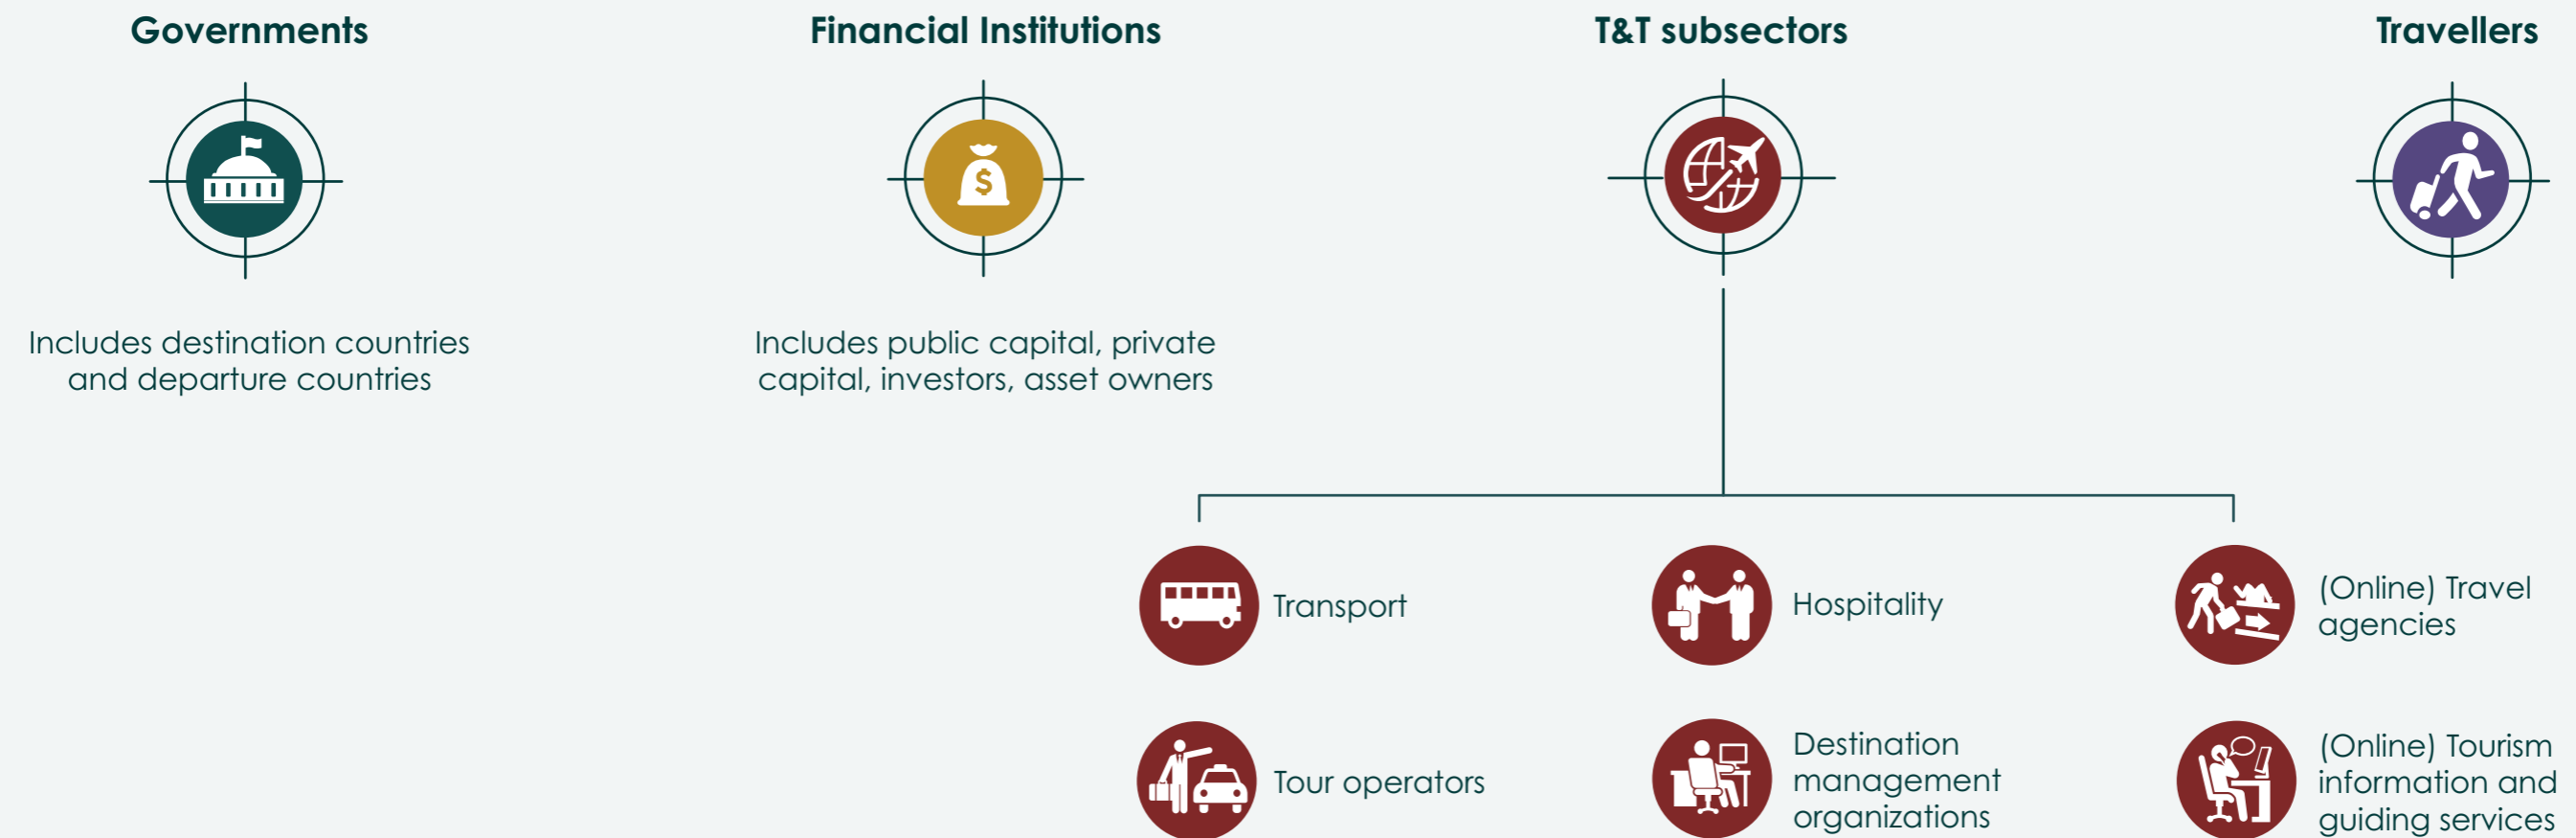 Governments
Financial Institutions
T&T subsectors
Travellers
$
Includes destination countries
and departure countries
Includes public capital, private
capital, investors, asset owners
Transport
Hospitality
(Online) Travel
agencies
Tour operators
Destination
management
organizations
(Online) Tourism
information and
guiding services